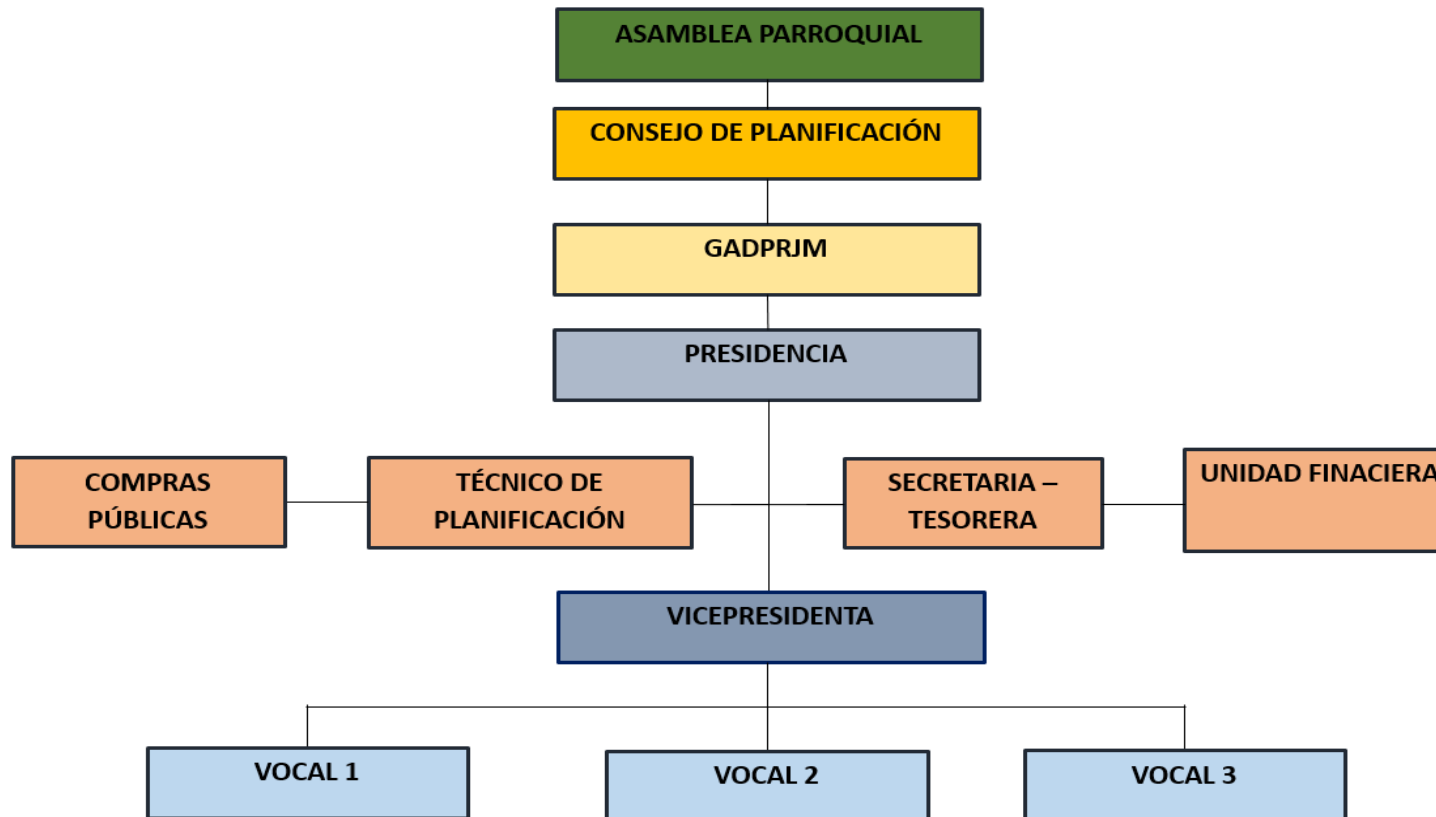 ASAMBLEA PARROQUIAL
CONSEJO DE PLANIFICACIÓN
GADPRJM
PRESIDENCIA
COMPRAS
PÚBLICAS
TÉCNICO DE
PLANIFICACIÓN
SECRETARIA –
TESORERA
UNIDAD FINACIERA
VICEPRESIDENTA
VOCAL 1
VOCAL 2
VOCAL 3